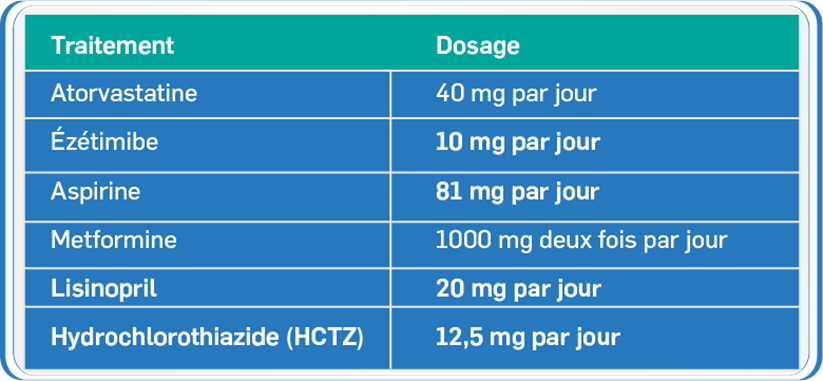 Traitement Dosage
Atorvastatine 40 mg par jour
Ézétimibe 10 mg par jour
Aspirine 81 mg par jour
Metformine 1000 mg deux fois par jour
Lisinopril 20 mg par jour
Hydrochlorothiazide (HCTZ) 12,5 mg par jour